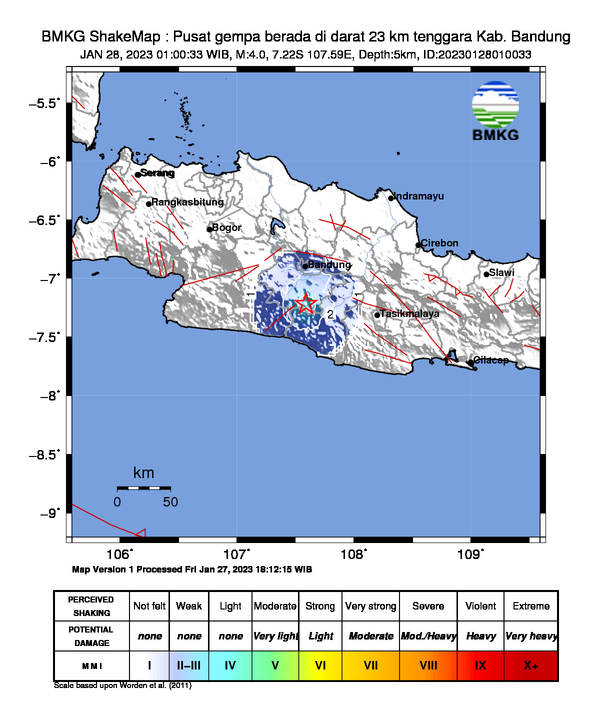 BMKG ShakeMap : Pusat gempa berada di darat 23 km tenggara Kab. Bandung
JAN 28, 2023 01:00:33 WIB, M:4.0, 7.22S 107.59E, Depth:5km, ID:20230128010033
−5.5°
BMKG
−6°
Serang
Indramayu
Rangkasbitung
−6.5°
Bogor
Cirebon
Bandung
Slawi
−7°
1
1
2
Tasikmalaya
−7.5°
Cilacap
−8°
−8.5°
km
0 50
−9°
106° 107° 108° 109°
Map Version 1 Processed Fri Jan 27, 2023 18:12:15 WIB
PERCEIVED SHAKING Not felt Weak Light Moderate Strong Very strong Severe Violent Extreme
POTENTIAL DAMAGE none none none Very light Light Moderate Mod./Heavy Heavy Very heavy
MMI I II–III IV V VI VII VIII IX X+
Scale based upon Worden et al. (2011)